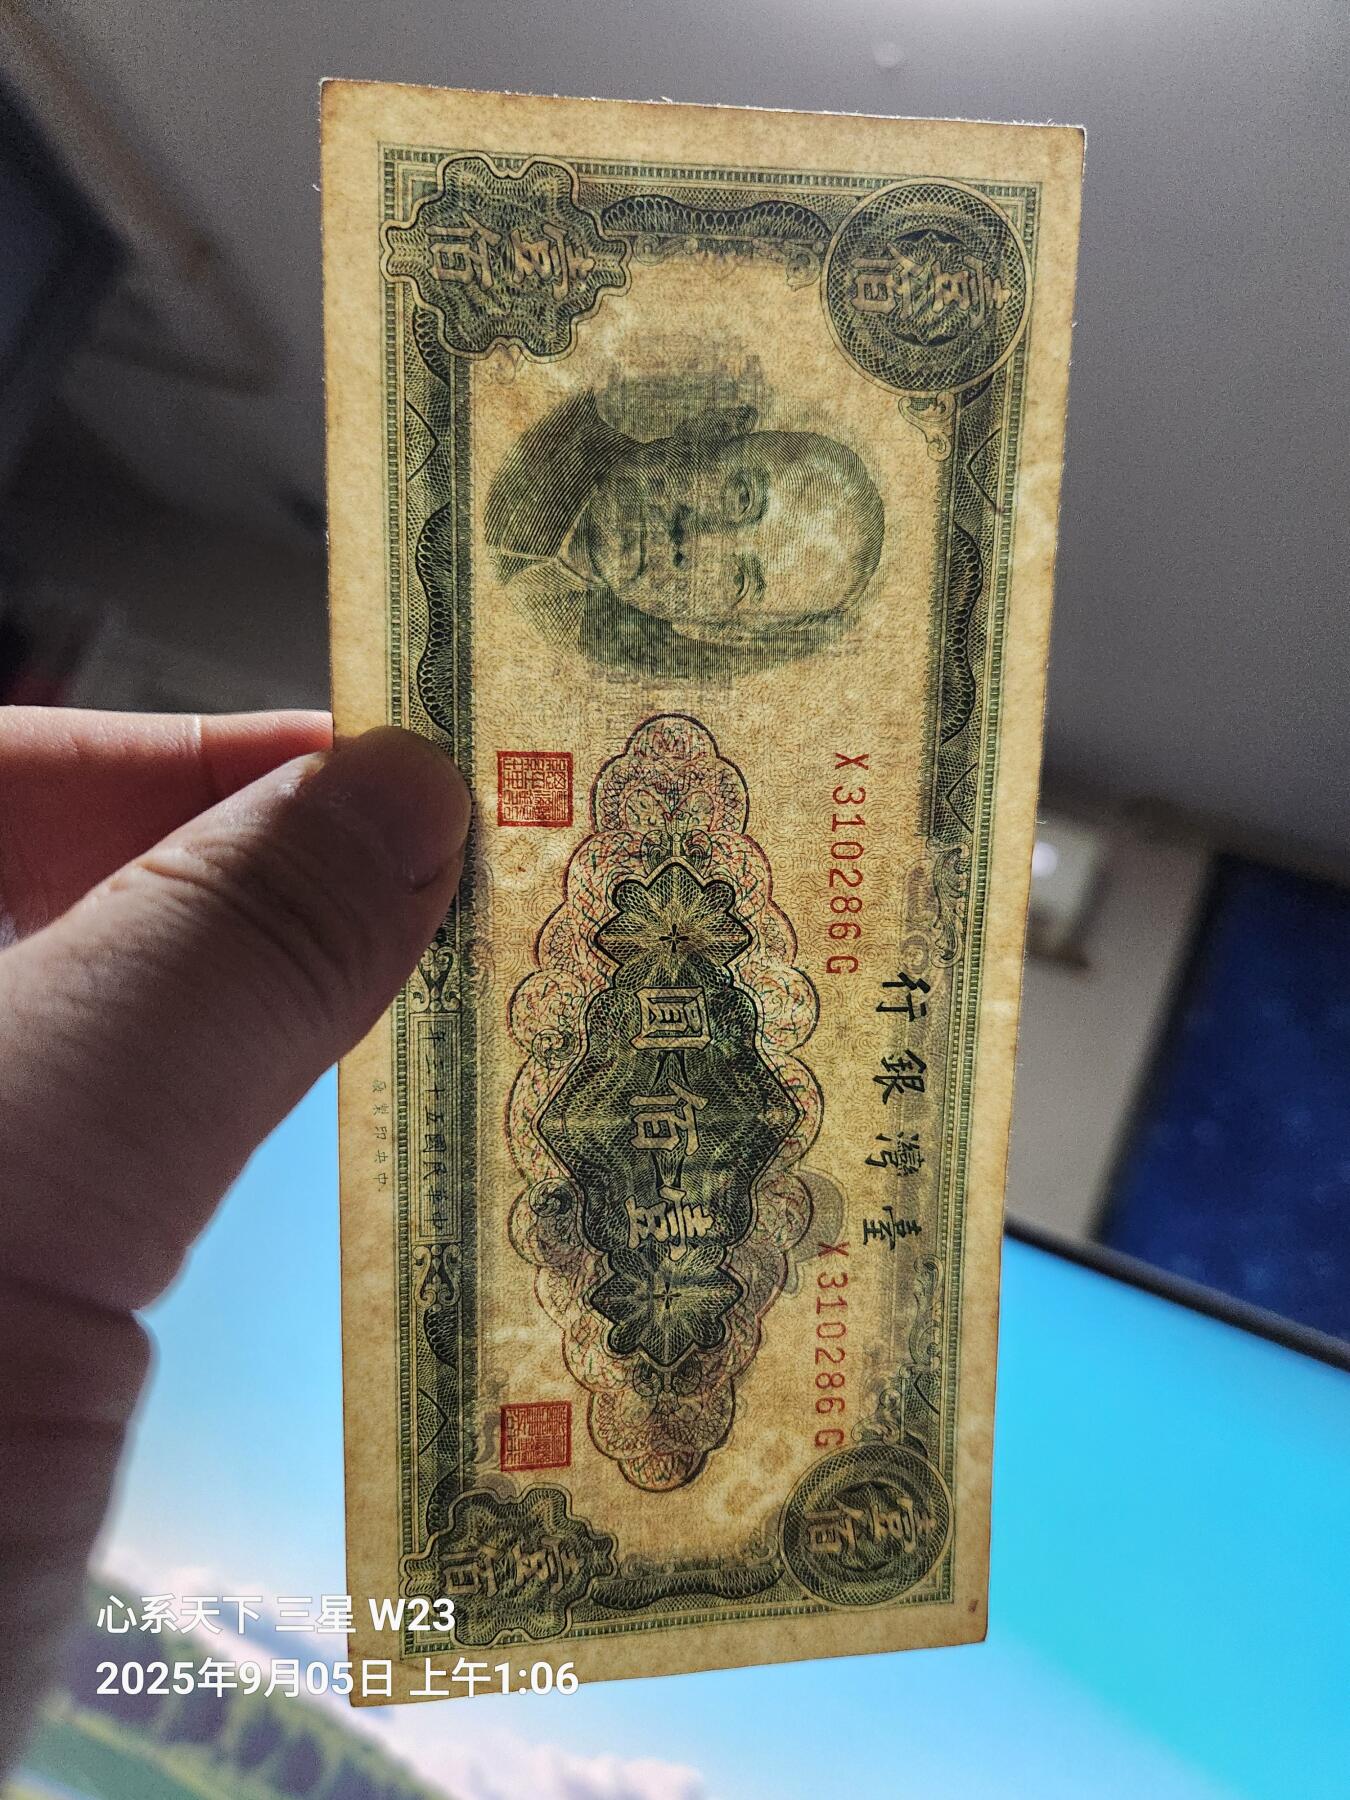 壹佰
壹佰
臺灣銀行
X310286G
X310286G
壹佰圓
壹佰
壹佰
中華民國五十三年
中央印製廠
心系天下 三星 W23
2025年9月05日 上午1:06